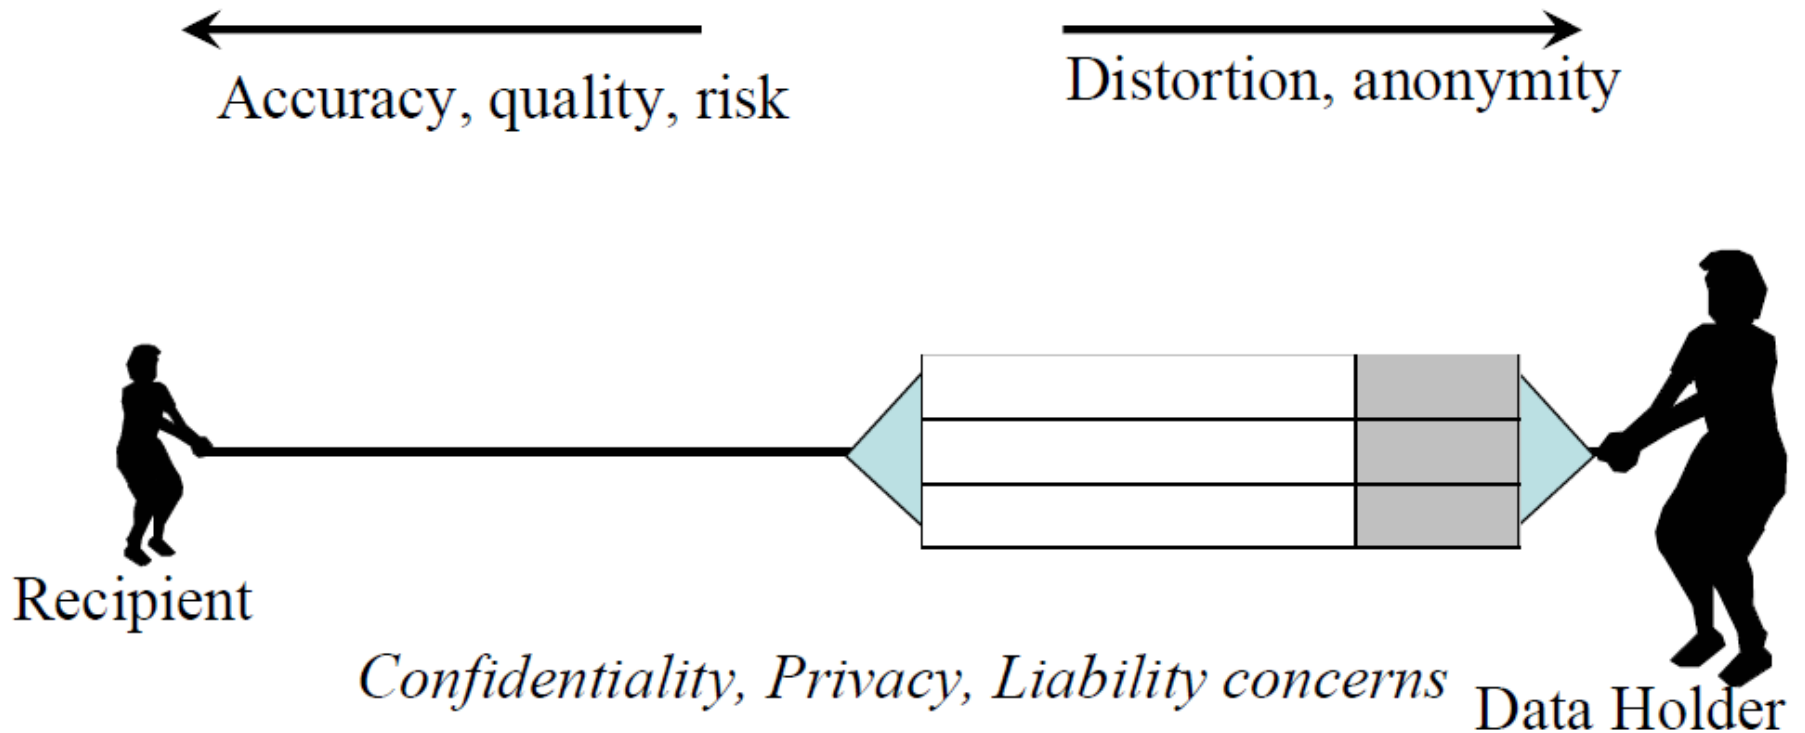 Accuracy, quality, risk
Distortion, anonymity
Recipient
Confidentiality, Privacy, Liability concerns
Data Holder